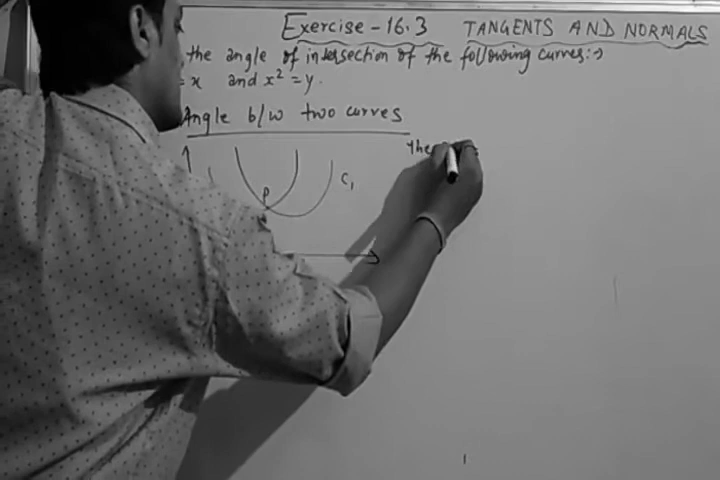 Exercise - 16.3 TANGENTS AND NORMALS
the angle of intersection of the following curves :->
= x and x² = y.
Angle b/w two curves
The
P
C₁